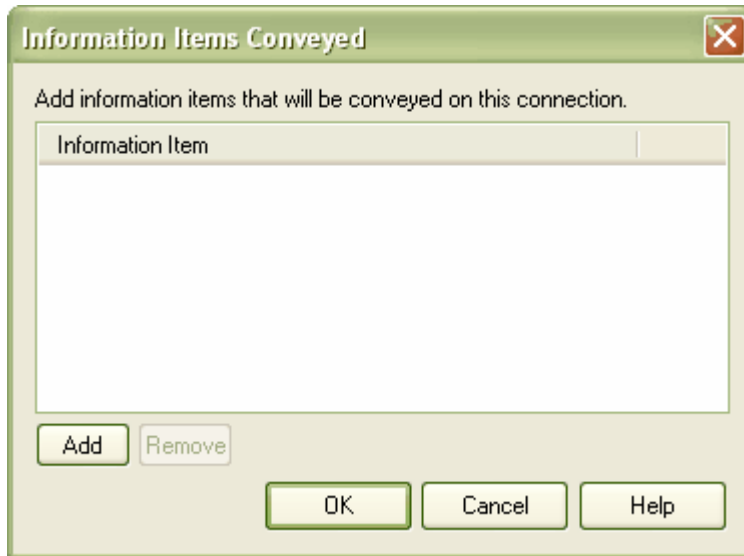 Information Items Conveyed
Add information items that will be conveyed on this connection.
Information Item
Add Remove
OK Cancel Help